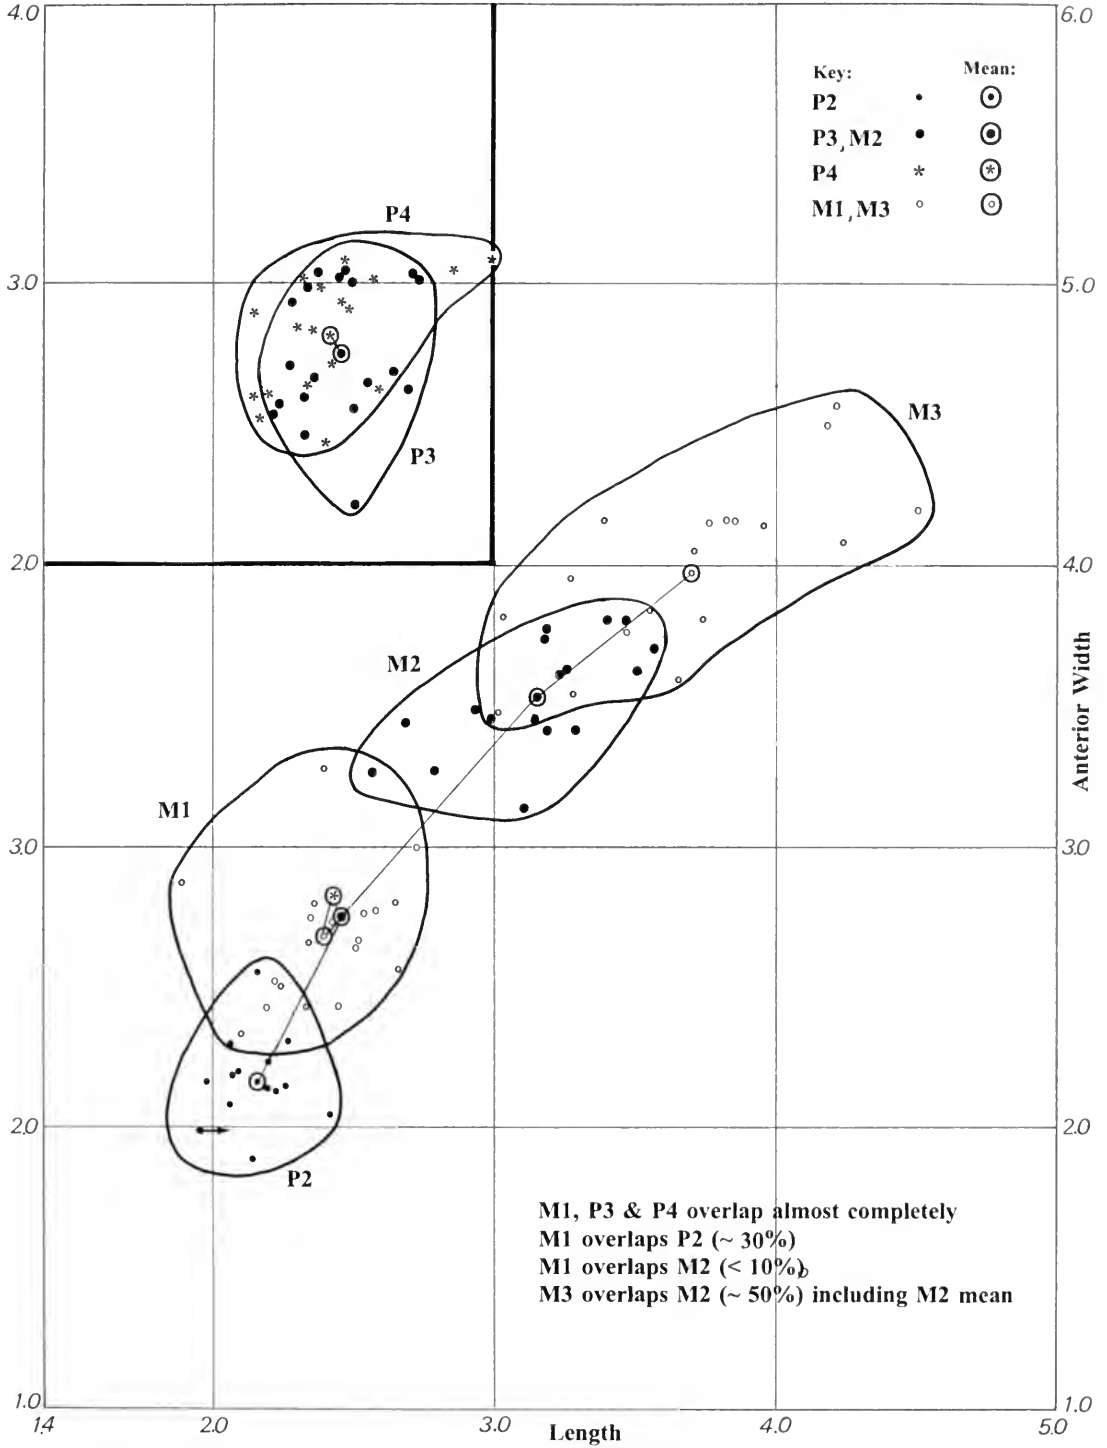 4.0
6.0
Key: Mean:
P2
P3, M2
P4 *
M1, M3
P4
3.0
5.0
P3
M3
2.0
4.0
M2
M1
3.0
3.0
Anterior Width
2.0
2.0
P2
M1, P3 & P4 overlap almost completely
M1 overlaps P2 (~ 30%)
M1 overlaps M2 (< 10%)
M3 overlaps M2 (~ 50%) including M2 mean
1.0
1.0
1.4 2.0 3.0 4.0 5.0
Length